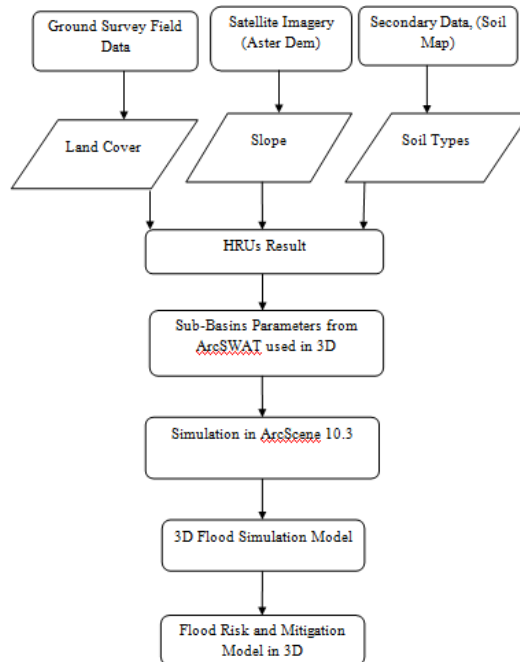 Ground Survey Field
Data
Satellite Imagery
(Aster Dem)
Secondary Data, (Soil
Map)
Land Cover
Slope
Soil Types
HRUs Result
Sub-Basins Parameters from
ArcSWAT used in 3D
Simulation in ArcScene 10.3
3D Flood Simulation Model
Flood Risk and Mitigation
Model in 3D